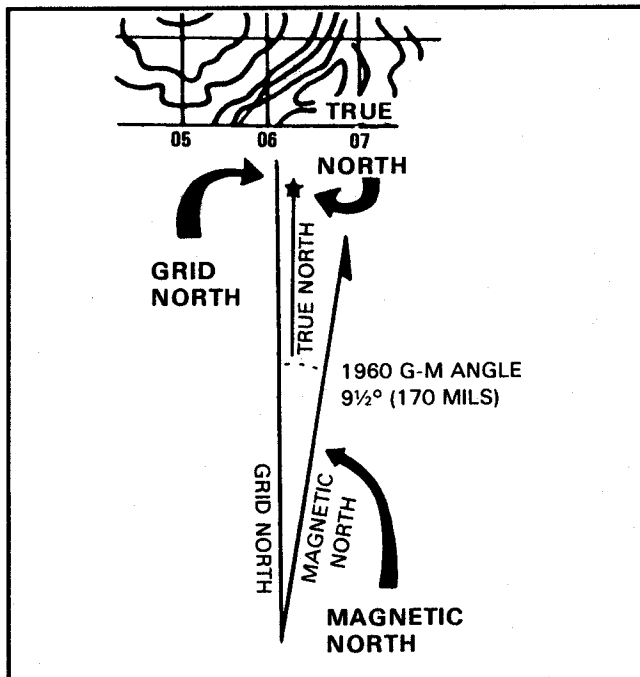 TRUE
05 06 07
NORTH
GRID
NORTH
TRUE NORTH
1960 G-M ANGLE
9½° (170 MILS)
GRID NORTH
MAGNETIC
NORTH
MAGNETIC
NORTH